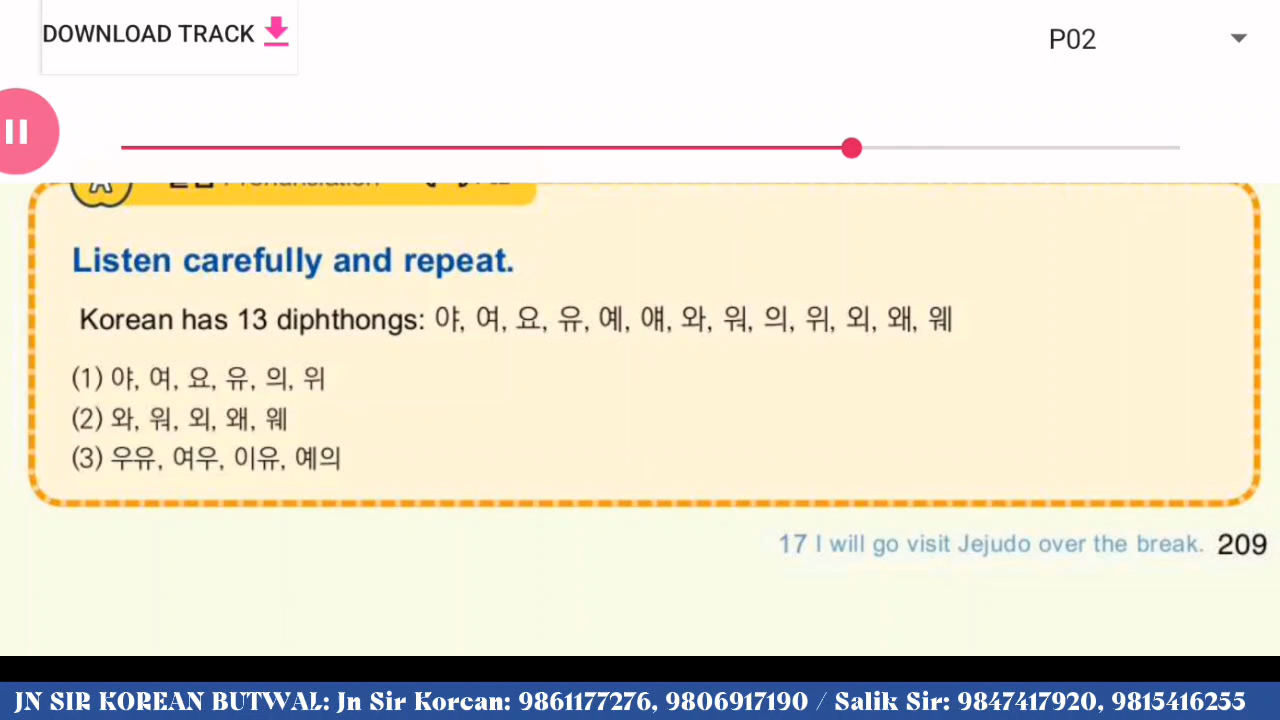 DOWNLOAD TRACK
P02
Listen carefully and repeat.
Korean has 13 diphthongs: 야, 여, 요, 유, 예, 얘, 와, 워, 의, 위, 외, 왜, 웨
(1) 야, 여, 요, 유, 의, 위
(2) 와, 워, 외, 왜, 웨
(3) 우유, 여우, 이유, 예의
17 I will go visit Jejudo over the break. 209
JN SIR KOREAN BUTWAL: Jn Sir Korean: 9861177276, 9806917190 / Salik Sir: 9847417920, 9815416255